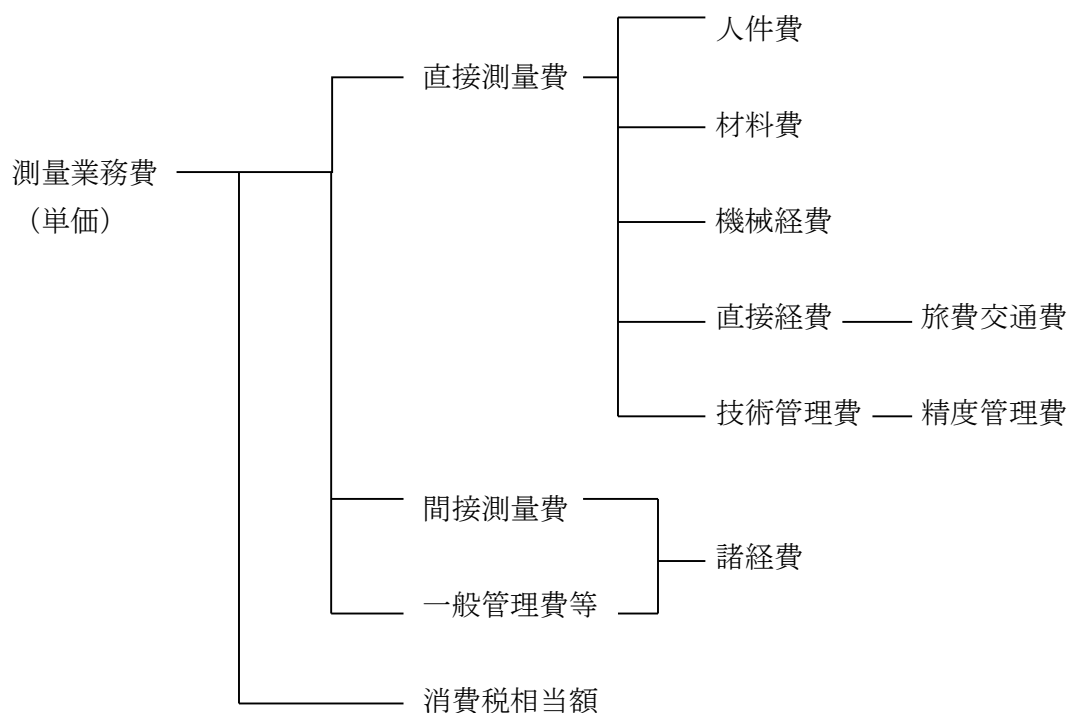 人件費
直接測量費
材料費
測量業務費
（単価）
機械経費
直接経費
旅費交通費
技術管理費
精度管理費
間接測量費
諸経費
一般管理費等
消費税相当額